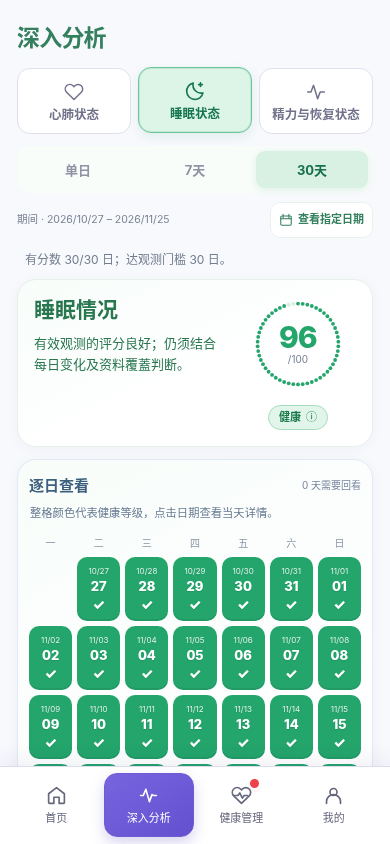 深入分析
心肺状态
睡眠状态
精力与恢复状态
单日
7天
30天
期间 · 2026/10/27 – 2026/11/25
查看指定日期
有分数 30/30 日；达观测门槛 30 日。
睡眠情况
有效观测的评分良好；仍须结合
每日变化及资料覆蓋判断。
96
/100
健康
逐日查看
0 天需要回看
整格颜色代表健康等级，点击日期查看当天详情。
一 二 三 四 五 六 日
10/27 10/28 10/29 10/30 10/31 11/01
27 28 29 30 31 01
11/02 11/03 11/04 11/05 11/06 11/07 11/08
02 03 04 05 06 07 08
11/09 11/10 11/11 11/12 11/13 11/14 11/15
09 10 11 12 13 14 15
首页
深入分析
健康管理
我的